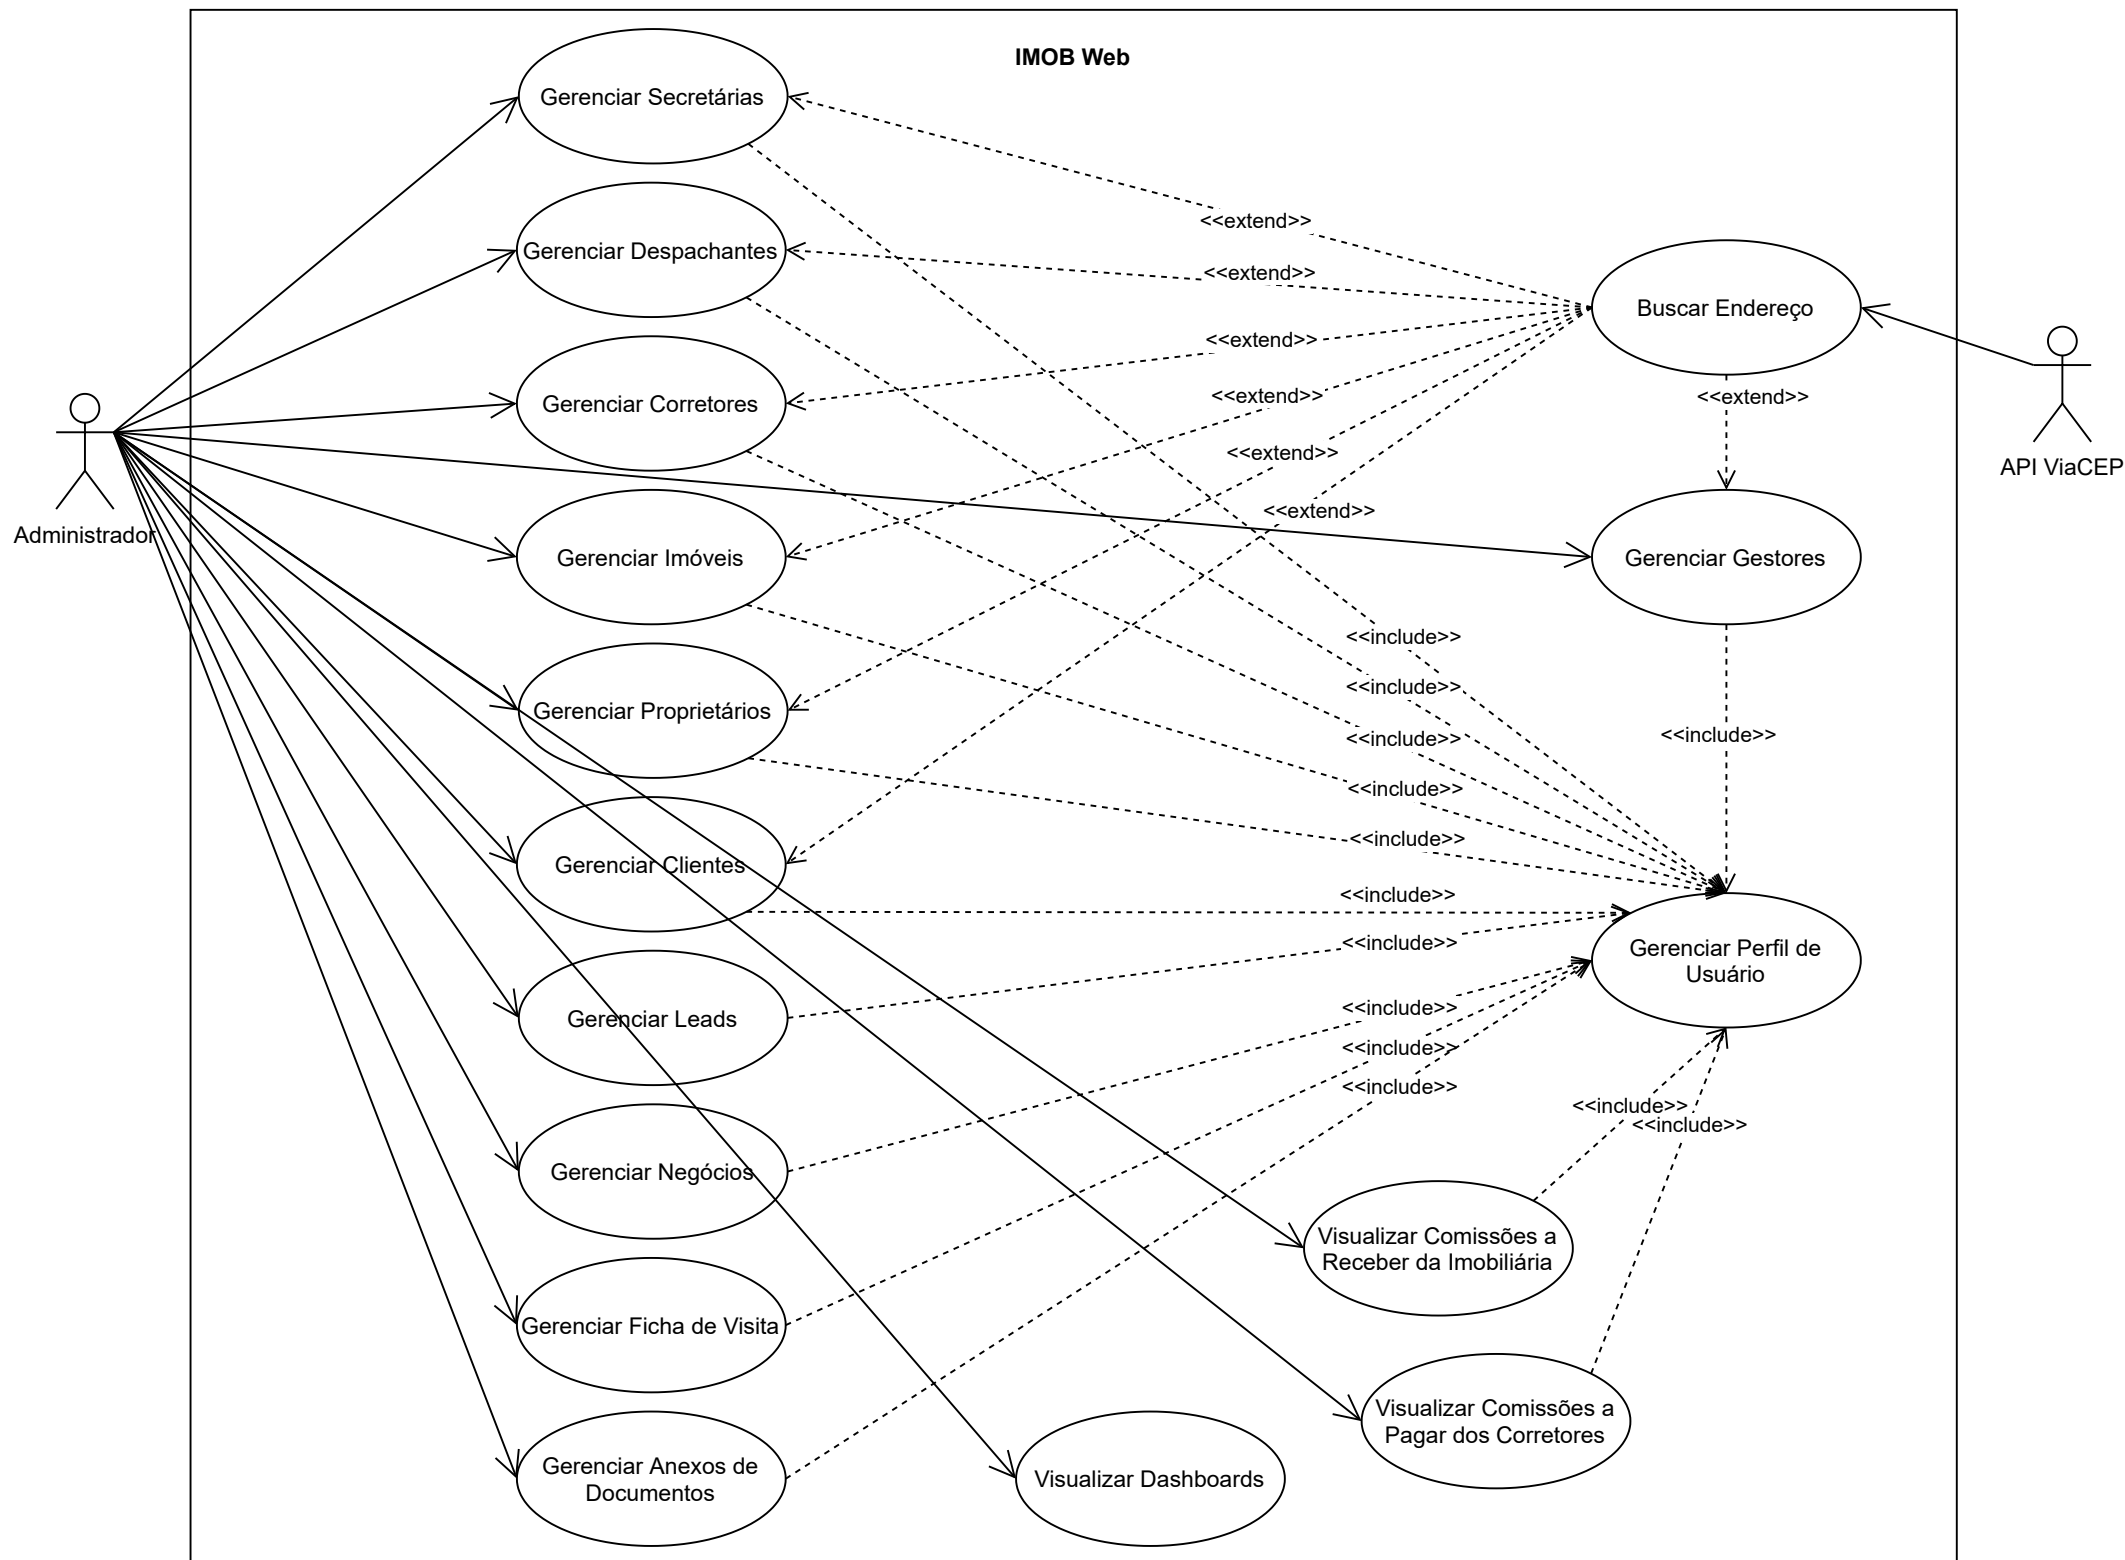 IMOB Web
Gerenciar Secretárias
<<extend>>
Gerenciar Despachantes
<<extend>>
Buscar Endereço
<<extend>>
<<extend>>
<<extend>>
Gerenciar Corretores
API ViaCEP
<<extend>>
<<extend>>
Administrador
Gerenciar Imóveis
Gerenciar Gestores
<<include>>
<<include>>
Gerenciar Proprietários
<<include>>
<<include>>
<<include>>
<<include>>
Gerenciar Clientes
<<include>>
<<include>>
Gerenciar Perfil de
Usuário
Gerenciar Leads
<<include>>
<<include>>
<<include>>
<<include>>
<<include>>
Gerenciar Negócios
Visualizar Comissões a
Receber da Imobiliária
Gerenciar Ficha de Visita
Visualizar Comissões a
Pagar dos Corretores
Gerenciar Anexos de
Documentos
Visualizar Dashboards